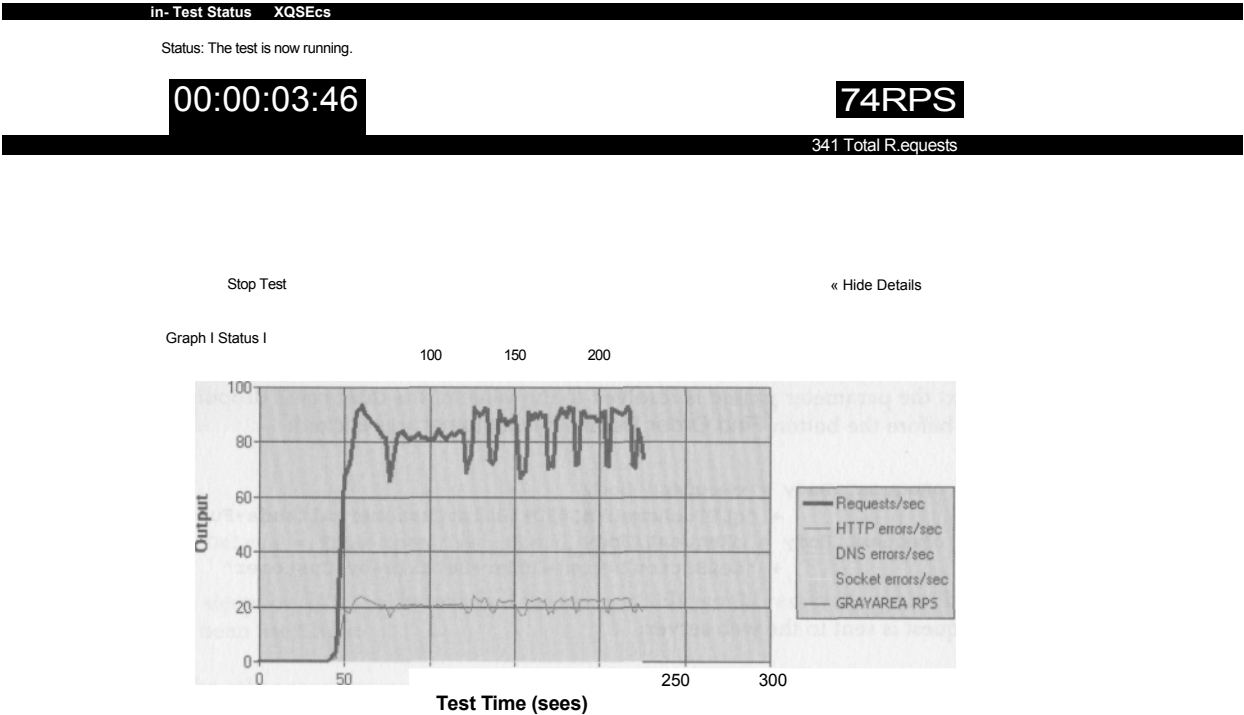 in- Test Status XQSEcs
Status: The test is now running.
00:00:03:46
74RPS
341 Total R.equests
Stop Test
« Hide Details
Graph I Status I
100 150 200
100
80
60
40
20
0
Output
0 50 250 300
Test Time (sees)
Requests/sec
HTTP errors/sec
DNS errors/sec
Socket errors/sec
GRAYAREA RPS